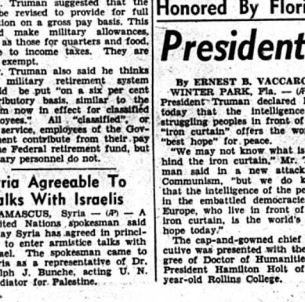 Truman suggested that the
be revised to provide for full
ion on a gross pay basis. This
d make military allowances,
as those for quarters and food,
to income taxes. They are
exempt.
Truman also said he thinks
military retirement system
ld be put "on a six per cent
ributory basis, similar to the
m now in effect for classified
oyees." All "classified", or
service, employees of the Gov-
ment contribute from their pay
e Federal retirement fund, but
ary personnel do not.
ria Agreeable To
alks With Israelis
AMASCUS, Syria — (AP) — A
ited Nations spokesman said
ay Syria has agreed in princi-
to enter armistice talks with
ael. The spokesman came to
ia as a representative of Dr.
lph J. Bunche, acting U. N.
diator for Palestine.
Honored By Flori
President
By ERNEST B. VACCARO
WINTER PARK, Fla. —
President Truman declared
today that the intelligence
struggling peoples in front of
"iron curtain" offers the w
"best hope" for peace.
"We may not know what is
hind the iron curtain," Mr.
man said in a new attack
Communism, "but we do k
that the intelligence of the pe
in the embattled democraci
Europe, who live in front of
iron curtain, is the world's
hope today."
The cap-and-gowned chief
cutive was presented with the
gree of Doctor of Humanitie
President Hamilton Holt of
year-old Rollins College.